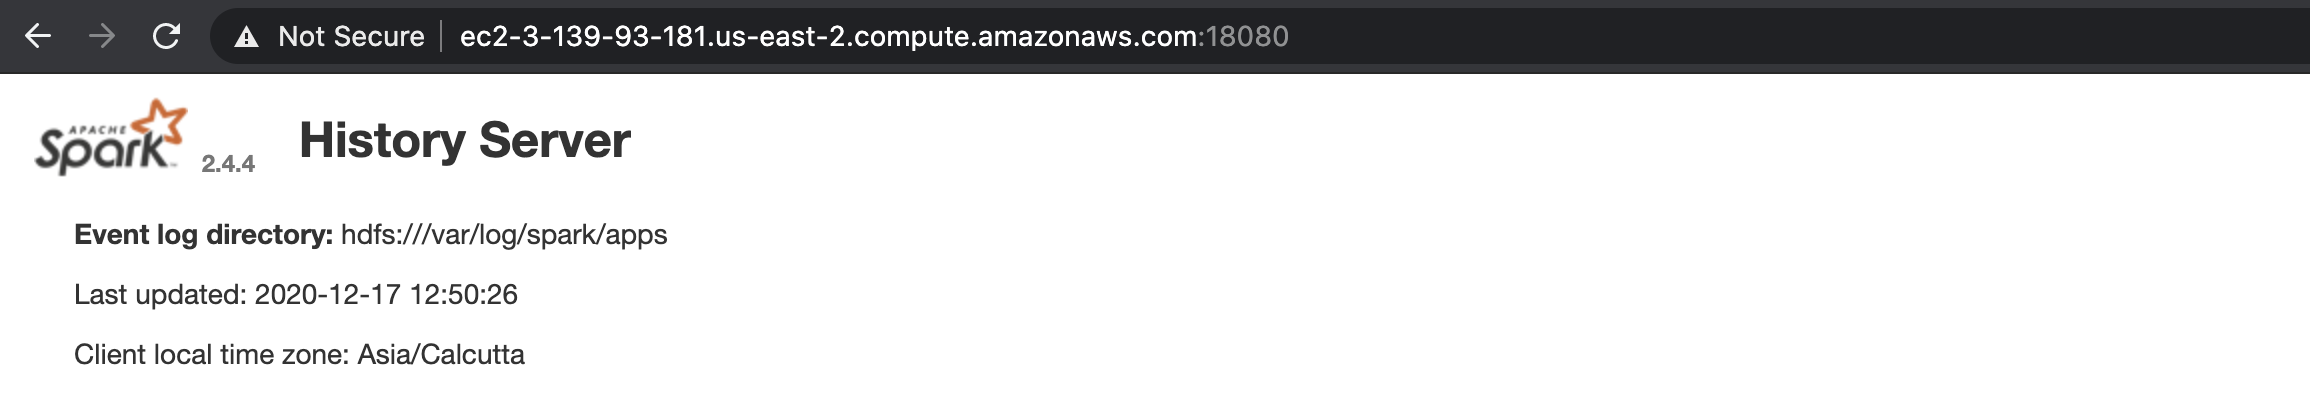 Not Secure ec2-3-139-93-181.us-east-2.compute.amazonaws.com:18080
APACHE
Spark 2.4.4 History Server
Event log directory: hdfs:///var/log/spark/apps
Last updated: 2020-12-17 12:50:26
Client local time zone: Asia/Calcutta